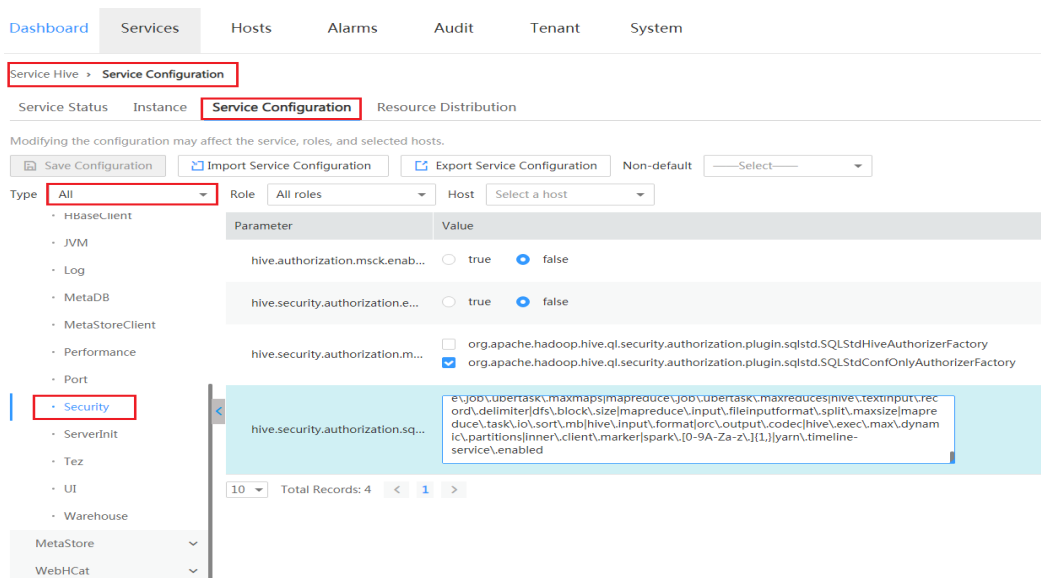 Dashboard Services Hosts Alarms Audit Tenant System
Service Hive > Service Configuration
Service Status Instance Service Configuration Resource Distribution
Modifying the configuration may affect the service, roles, and selected hosts.
Save Configuration Import Service Configuration Export Service Configuration Non-default ——Select——
Type All Role All roles Host Select a host
HBaseClient
JVM
Log
MetaDB
MetaStoreClient
Performance
Port
Security
ServerInit
Tez
UI
Warehouse
MetaStore
WebHCat
Parameter Value
hive.authorization.msck.enab... true false
hive.security.authorization.e... true false
hive.security.authorization.m...
org.apache.hadoop.hive.ql.security.authorization.plugin.sqlstd.SQLStdHiveAuthorizerFactory
org.apache.hadoop.hive.ql.security.authorization.plugin.sqlstd.SQLStdConfOnlyAuthorizerFactory
hive.security.authorization.sq...
e\.job\.ubertask\.maxmaps|mapreduce\.job\.ubertask\.maxreduces|hive\.textinput\.rec
ord\.delimiter|dfs\.block\.size|mapreduce\.input\.fileinputformat\.split\.maxsize|mapre
duce\.task\.io\.sort\.mb|hive\.input\.format|orc\.output\.codec|hive\.exec\.max\.dynam
ic\.partitions|inner\.client\.marker|spark\.[0-9A-Za-z\.]{1,}|yarn\.timeline-
service\.enabled
10 Total Records: 4 < 1 >